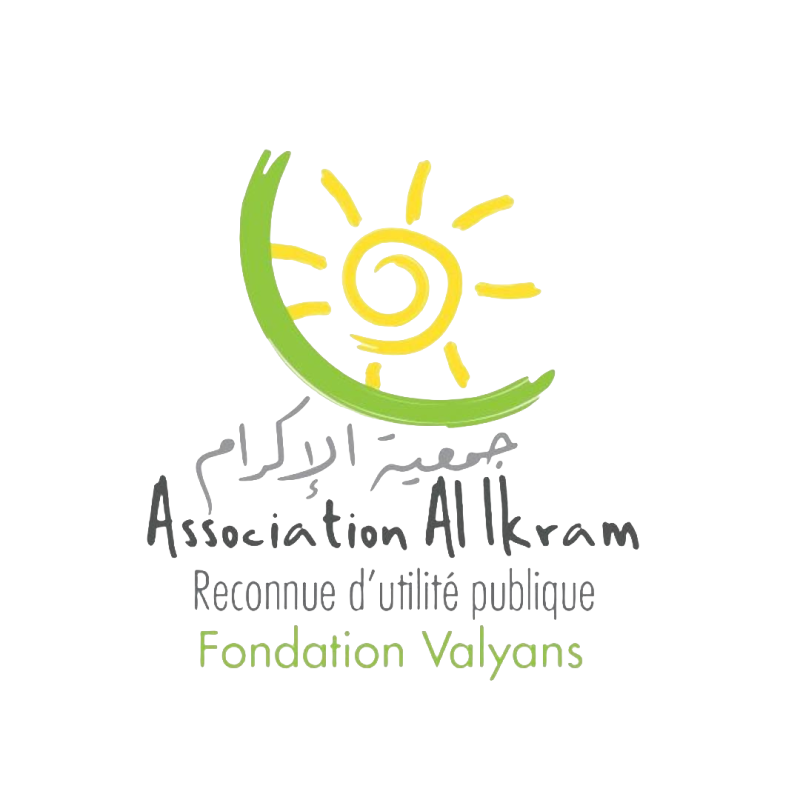 جمعية الإكرام
Association Al Ikram
Reconnue d'utilité publique
Fondation Valyans